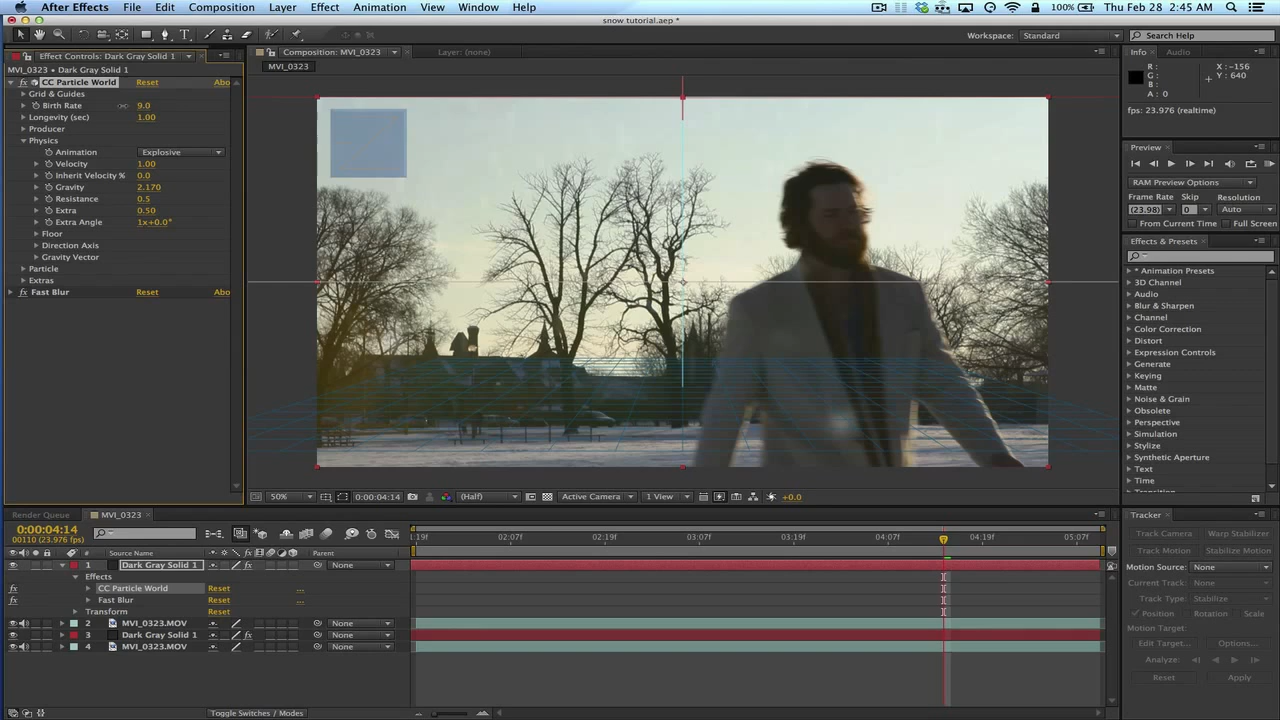 After Effects File Edit Composition Layer Effect Animation View Window Help 100% Thu Feb 28 2:45 AM
snow tutorial.aep *
Workspace: Standard Search Help
Effect Controls: Dark Gray Solid 1 Composition: MVI_0323 Layer: (none) Info Audio
MVI_0323 • Dark Gray Solid 1 MVI_0323
R: G: B: A: 0 X: -156 Y: 640
fps: 23.976 (realtime)
CC Particle World Reset Abo
Grid & Guides
Birth Rate 9.0
Longevity (sec) 1.00
Producer
Physics
Animation Explosive
Velocity 1.00
Inherit Velocity % 0.0
Gravity 2.170
Resistance 0.5
Extra 0.50
Extra Angle 1x+0.0°
Floor
Direction Axis
Gravity Vector
Particle
Extras
Fast Blur Reset Abo
Preview
RAM Preview Options
Frame Rate Skip Resolution
(23.98) 0 Auto
From Current Time Full Screen
Effects & Presets
* Animation Presets
3D Channel
Audio
Blur & Sharpen
Channel
Color Correction
Distort
Expression Controls
Generate
Keying
Matte
Noise & Grain
Obsolete
Perspective
Simulation
Stylize
Synthetic Aperture
Text
Time
Transition
50% 0:00:04:14 (Half) Active Camera 1 View +0.0
Render Queue MVI_0323
0:00:04:14
00110 (23.976 fps)
:19f 02:07f 02:19f 03:07f 03:19f 04:07f 04:19f 05:07f
# Source Name Parent
1 Dark Gray Solid 1 None
Effects
CC Particle World Reset ...
Fast Blur Reset ...
Transform Reset
2 MVI_0323.MOV None
3 Dark Gray Solid 1 None
4 MVI_0323.MOV None
Toggle Switches / Modes
Tracker
Track Camera Warp Stabilizer
Track Motion Stabilize Motion
Motion Source: None
Current Track: None
Track Type: Stabilize
Position Rotation Scale
Motion Target:
Edit Target... Options...
Analyze:
Reset Apply